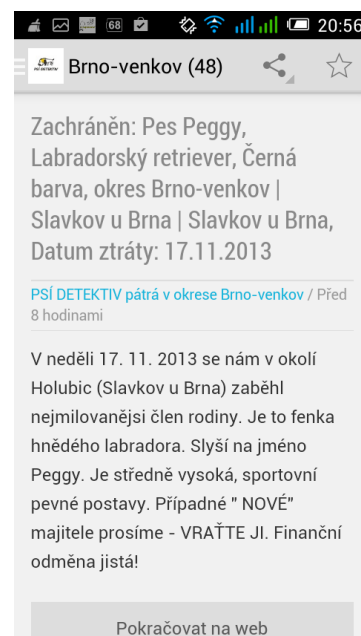 68
20:56
Brno-venkov (48)
Zachráněn: Pes Peggy,
Labradorský retriever, Černá
barva, okres Brno-venkov |
Slavkov u Brna | Slavkov u Brna,
Datum ztráty: 17.11.2013
PSÍ DETEKTIV pátrá v okrese Brno-venkov / Před
8 hodinami
V neděli 17. 11. 2013 se nám v okolí
Holubic (Slavkov u Brna) zaběhl
nejmilovanějsi člen rodiny. Je to fenka
hnědého labradora. Slyší na jméno
Peggy. Je středně vysoká, sportovní
pevné postavy. Případné " NOVÉ"
majitele prosíme - VRAŤTE JI. Finanční
odměna jistá!
Pokračovat na web